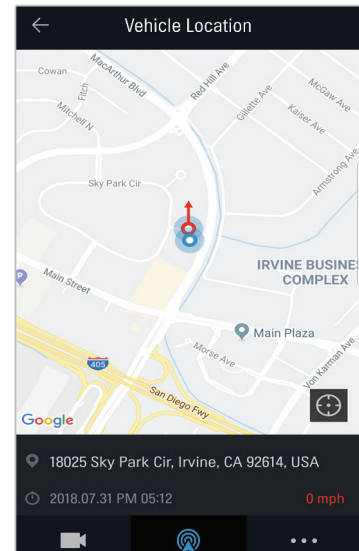 Vehicle Location
Cowan
MacArthur Blvd
Fitch
Mitchell N
Red Hill Ave
Gillette Ave
McGaw Ave
Kaiser Ave
Armstrong Ave
Sky Park Cir
IRVINE BUSINES
COMPLEX
P
Main Street
Main Plaza
Morse Ave
Von Karman Ave
405
San Diego Fwy
Google
18025 Sky Park Cir, Irvine, CA 92614, USA
2018.07.31 PM 05:12
0 mph